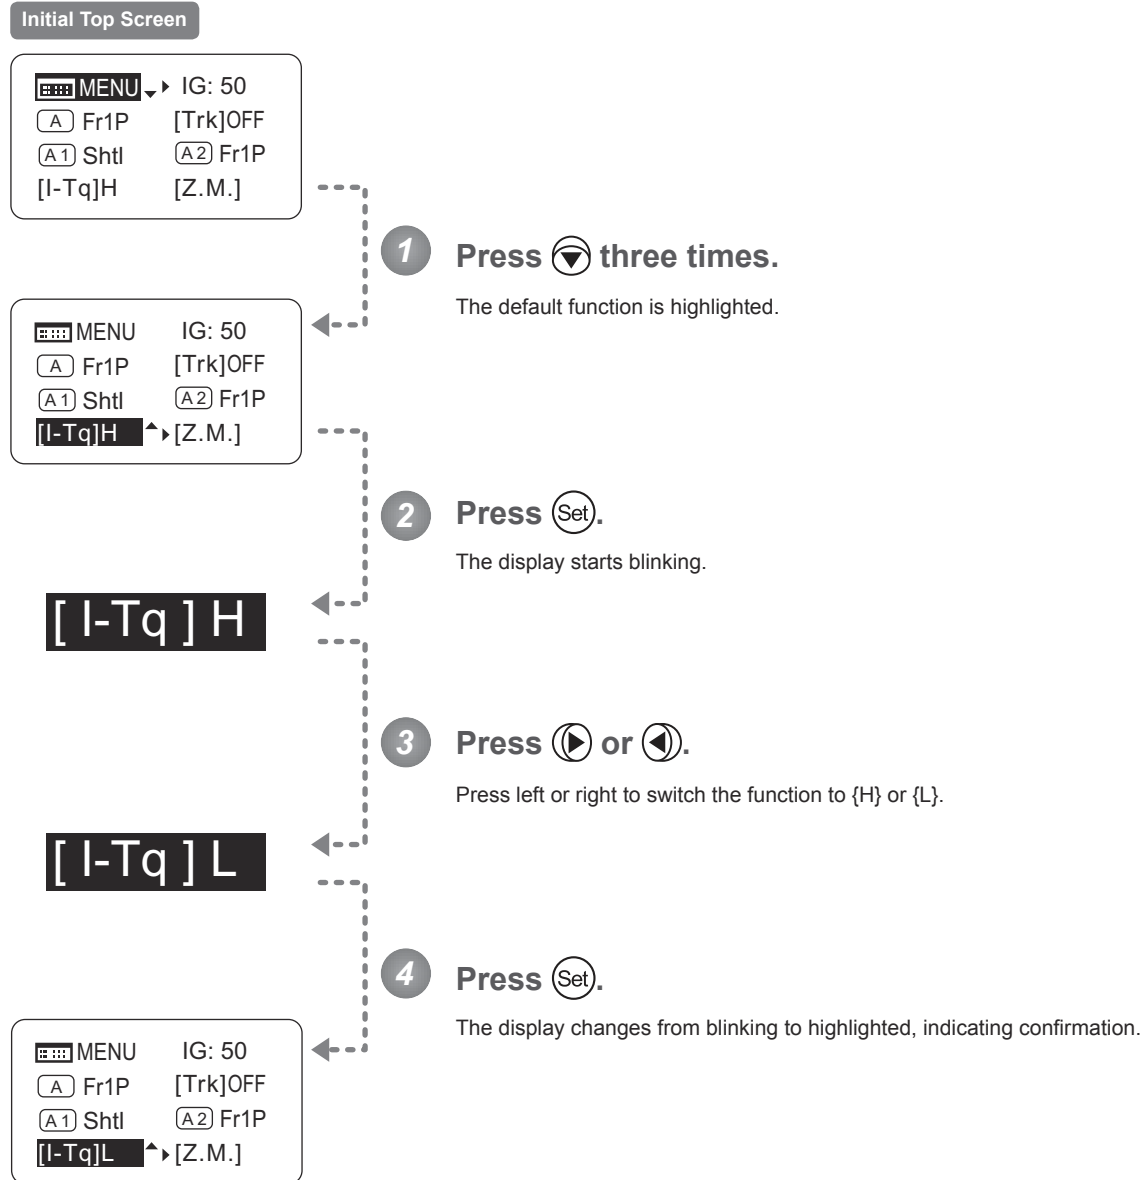 Initial Top Screen
MENU IG: 50
A Fr1P [Trk]OFF
A1 Shtl A2 Fr1P
[I-Tq]H [Z.M.]
1 Press three times.
The default function is highlighted.
MENU IG: 50
A Fr1P [Trk]OFF
A1 Shtl A2 Fr1P
[I-Tq]H [Z.M.]
2 Press Set.
The display starts blinking.
[ I-Tq ] H
3 Press or .
Press left or right to switch the function to {H} or {L}.
[ I-Tq ] L
4 Press Set.
The display changes from blinking to highlighted, indicating confirmation.
MENU IG: 50
A Fr1P [Trk]OFF
A1 Shtl A2 Fr1P
[I-Tq]L [Z.M.]